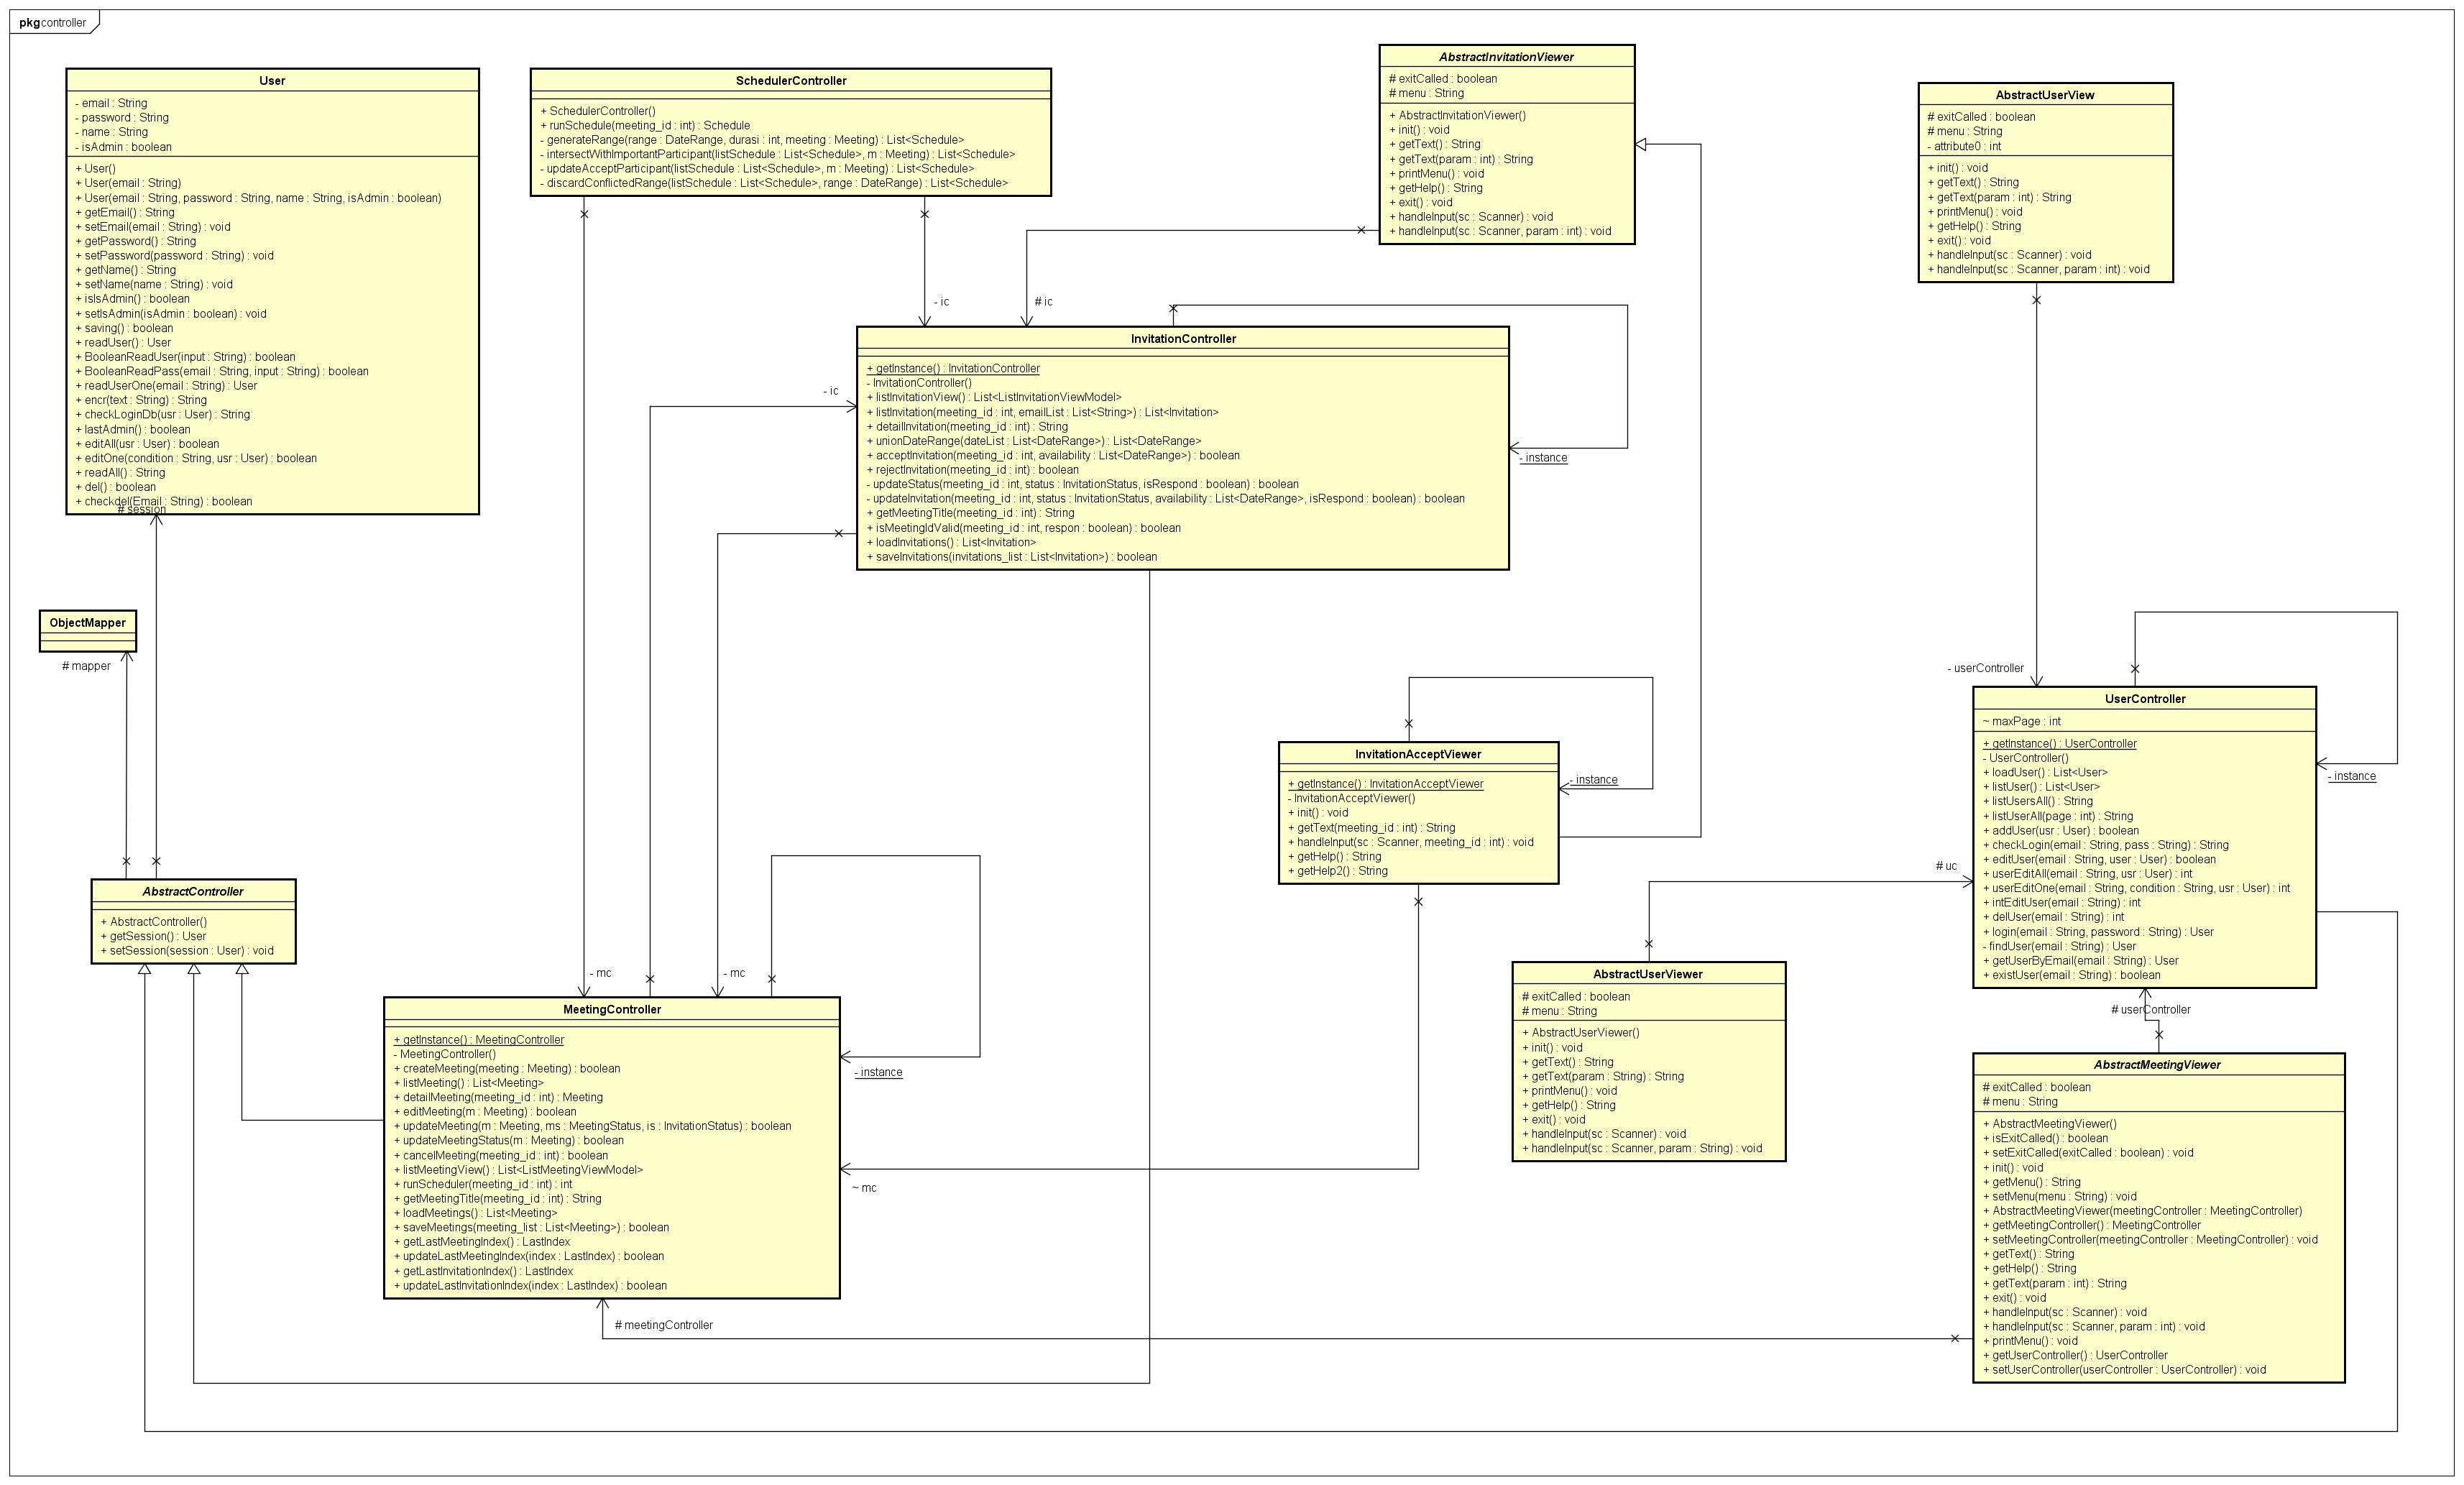 pkg controller
User
- email : String
- password : String
- name : String
- isAdmin : boolean
+ User()
+ User(email : String)
+ User(email : String, password : String, name : String, isAdmin : boolean)
+ getEmail() : String
+ setEmail(email : String) : void
+ getPassword() : String
+ setPassword(password : String) : void
+ getName() : String
+ setName(name : String) : void
+ isIsAdmin() : boolean
+ setIsAdmin(isAdmin : boolean) : void
+ saving() : boolean
+ readUser() : User
+ BooleanReadUser(input : String) : boolean
+ BooleanReadPass(email : String, input : String) : boolean
+ readUserOne(email : String) : User
+ encr(text : String) : String
+ checkLoginDb(usr : User) : String
+ lastAdmin() : boolean
+ editAll(usr : User) : boolean
+ editOne(condition : String, usr : User) : boolean
+ readAll() : String
+ del() : boolean
+ checkdel(Email : String) : boolean
# session
SchedulerController
+ SchedulerController()
+ runSchedule(meeting_id : int) : Schedule
- generateRange(range : DateRange, durasi : int, meeting : Meeting) : List<Schedule>
- intersectWithImportantParticipant(listSchedule : List<Schedule>, m : Meeting) : List<Schedule>
- updateAcceptParticipant(listSchedule : List<Schedule>, m : Meeting) : List<Schedule>
- discardConflictedRange(listSchedule : List<Schedule>, range : DateRange) : List<Schedule>
AbstractInvitationViewer
# exitCalled : boolean
# menu : String
+ AbstractInvitationViewer()
+ init() : void
+ getText() : String
+ getText(param : int) : String
+ printMenu() : void
+ getHelp() : String
+ exit() : void
+ handleInput(sc : Scanner) : void
+ handleInput(sc : Scanner, param : int) : void
AbstractUserView
# exitCalled : boolean
# menu : String
- attribute0 : int
+ init() : void
+ getText() : String
+ getText(param : int) : String
+ printMenu() : void
+ getHelp() : String
+ exit() : void
+ handleInput(sc : Scanner) : void
+ handleInput(sc : Scanner, param : int) : void
- ic
# ic
- ic
InvitationController
+ getInstance() : InvitationController
- InvitationController()
+ listInvitationView() : List<ListInvitationViewModel>
+ listInvitation(meeting_id : int, emailList : List<String>) : List<Invitation>
+ detailInvitation(meeting_id : int) : String
+ unionDateRange(dateList : List<DateRange>) : List<DateRange>
+ acceptInvitation(meeting_id : int, availability : List<DateRange>) : boolean
+ rejectInvitation(meeting_id : int) : boolean
- updateStatus(meeting_id : int, status : InvitationStatus, isRespond : boolean) : boolean
- updateInvitation(meeting_id : int, status : InvitationStatus, availability : List<DateRange>, isRespond : boolean) : boolean
+ getMeetingTitle(meeting_id : int) : String
+ isMeetingIdValid(meeting_id : int, respon : boolean) : boolean
+ loadInvitations() : List<Invitation>
+ saveInvitations(invitations_list : List<Invitation>) : boolean
- instance
ObjectMapper
# mapper
- userController
UserController
~ maxPage : int
+ getInstance() : UserController
- UserController()
+ loadUser() : List<User>
+ listUser() : List<User>
+ listUsersAll() : String
+ listUserAll(page : int) : String
+ addUser(usr : User) : boolean
+ checkLogin(email : String, pass : String) : String
+ editUser(email : String, user : User) : boolean
+ userEditAll(email : String, usr : User) : int
+ userEditOne(email : String, condition : String, usr : User) : int
+ intEditUser(email : String) : int
+ delUser(email : String) : int
+ login(email : String, password : String) : User
- findUser(email : String) : User
+ getUserByEmail(email : String) : User
+ existUser(email : String) : boolean
- instance
InvitationAcceptViewer
+ getInstance() : InvitationAcceptViewer
- InvitationAcceptViewer()
+ init() : void
+ getText(meeting_id : int) : String
+ handleInput(sc : Scanner, meeting_id : int) : void
+ getHelp() : String
+ getHelp2() : String
- instance
AbstractController
+ AbstractController()
+ getSession() : User
+ setSession(session : User) : void
- mc
- mc
MeetingController
+ getInstance() : MeetingController
- MeetingController()
+ createMeeting(meeting : Meeting) : boolean
+ listMeeting() : List<Meeting>
+ detailMeeting(meeting_id : int) : Meeting
+ editMeeting(m : Meeting) : boolean
+ updateMeeting(m : Meeting, ms : MeetingStatus, is : InvitationStatus) : boolean
+ updateMeetingStatus(m : Meeting) : boolean
+ cancelMeeting(meeting_id : int) : boolean
+ listMeetingView() : List<ListMeetingViewModel>
+ runScheduler(meeting_id : int) : int
+ getMeetingTitle(meeting_id : int) : String
+ loadMeetings() : List<Meeting>
+ saveMeetings(meeting_list : List<Meeting>) : boolean
+ getLastMeetingIndex() : LastIndex
+ updateLastMeetingIndex(index : LastIndex) : boolean
+ getLastInvitationIndex() : LastIndex
+ updateLastInvitationIndex(index : LastIndex) : boolean
- instance
~ mc
# meetingController
# uc
AbstractUserViewer
# exitCalled : boolean
# menu : String
+ AbstractUserViewer()
+ init() : void
+ getText() : String
+ getText(param : String) : String
+ printMenu() : void
+ getHelp() : String
+ exit() : void
+ handleInput(sc : Scanner) : void
+ handleInput(sc : Scanner, param : String) : void
# userController
AbstractMeetingViewer
# exitCalled : boolean
# menu : String
+ AbstractMeetingViewer()
+ isExitCalled() : boolean
+ setExitCalled(exitCalled : boolean) : void
+ init() : void
+ getMenu() : String
+ setMenu(menu : String) : void
+ AbstractMeetingViewer(meetingController : MeetingController)
+ getMeetingController() : MeetingController
+ setMeetingController(meetingController : MeetingController) : void
+ getText() : String
+ getHelp() : String
+ getText(param : int) : String
+ exit() : void
+ handleInput(sc : Scanner) : void
+ handleInput(sc : Scanner, param : int) : void
+ printMenu() : void
+ getUserController() : UserController
+ setUserController(userController : UserController) : void